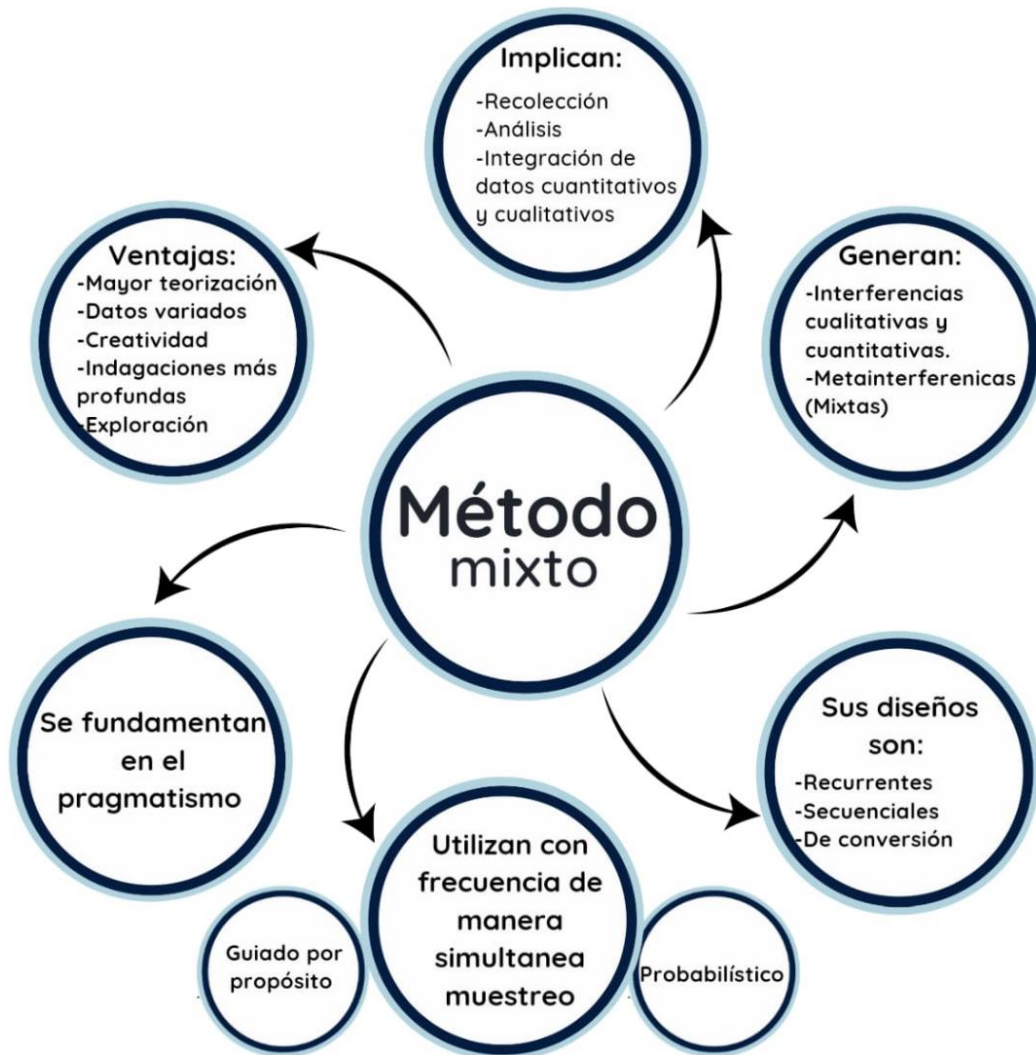 Implican:
-Recolección
-Análisis
-Integración de
datos cuantitativos
y cualitativos
Ventajas:
-Mayor teorización
-Datos variados
-Creatividad
-Indagaciones más
profundas
-Exploración
Generan:
-Interferencias
cualitativas y
cuantitativas.
-Metainterferenicas
(Mixtas)
Método
mixto
Se fundamentan
en el
pragmatismo
Sus diseños
son:
-Recurrentes
-Secuenciales
-De conversión
Utilizan con
frecuencia de
manera
simultanea
muestreo
Guiado por
propósito
Probabilístico